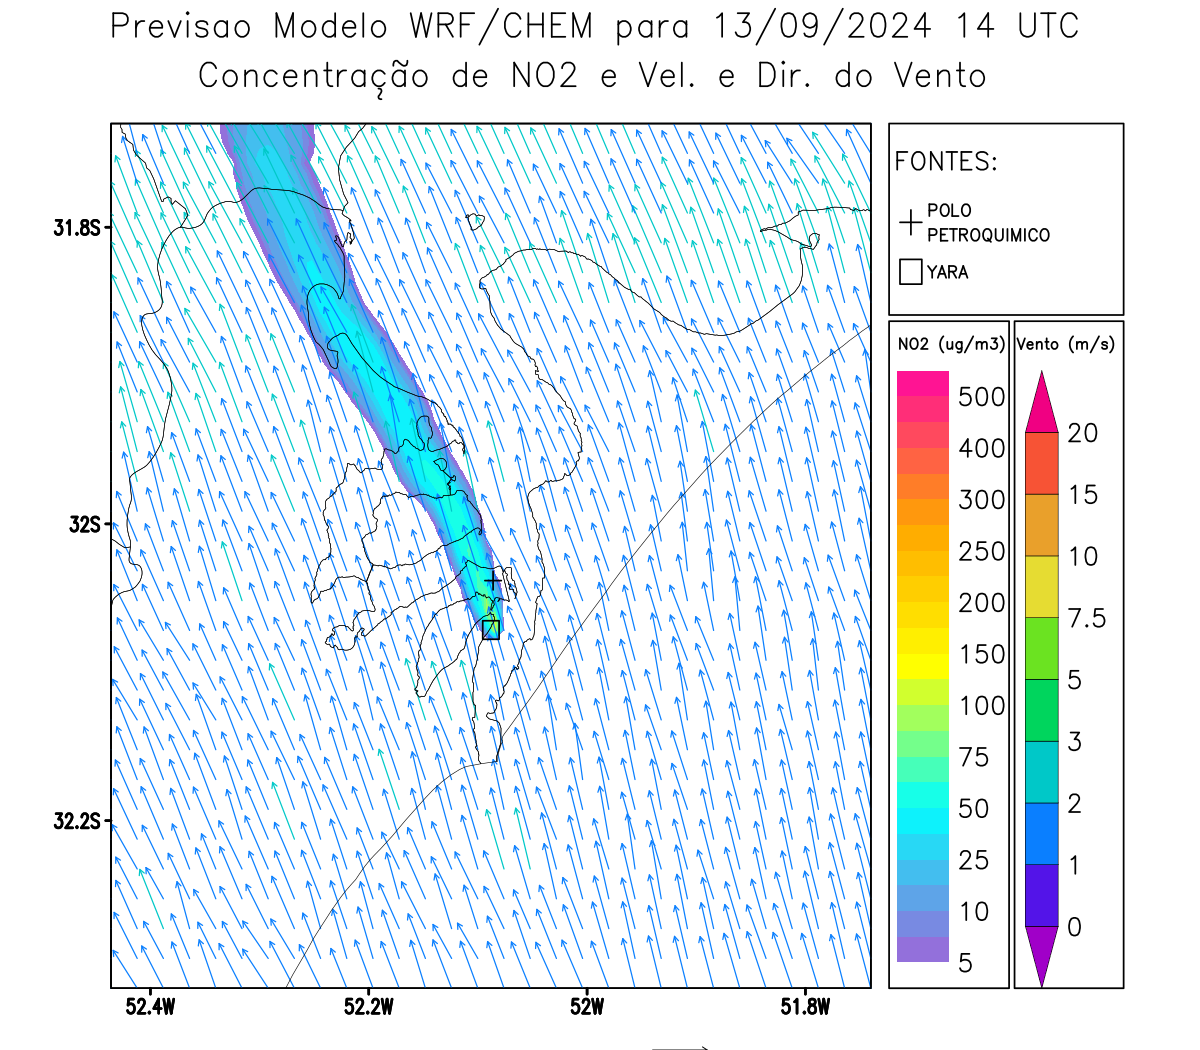 Previsao Modelo WRF/CHEM para 13/09/2024 14 UTC
Concentração de NO2 e Vel. e Dir. do Vento
FONTES:
POLO
PETROQUIMICO
YARA
NO2 (ug/m3)
500
400
300
250
200
150
100
75
50
25
10
5
Vento (m/s)
20
15
10
7.5
5
3
2
1
0
31.8S
32S
32.2S
52.4W
52.2W
52W
51.8W